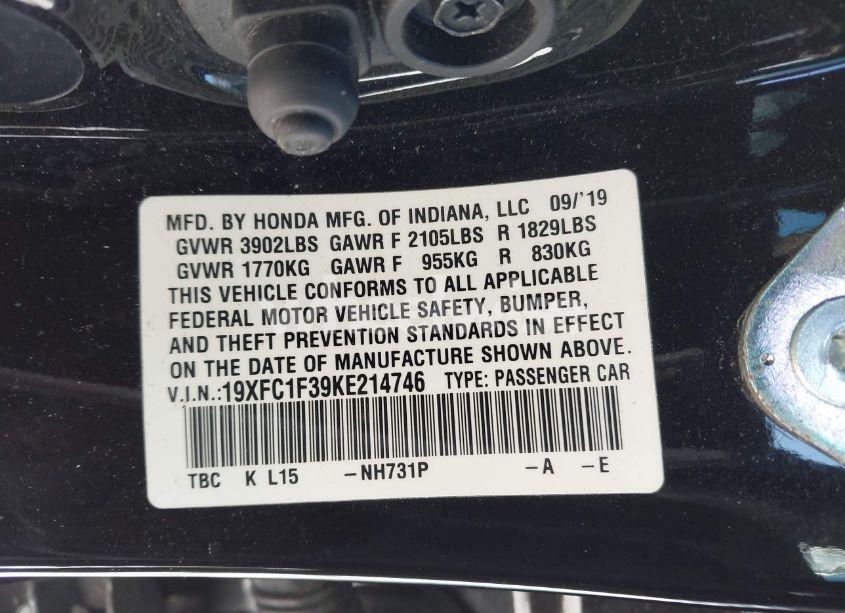 MFD. BY HONDA MFG. OF INDIANA, LLC 09/'19
GVWR 3902LBS GAWR F 2105LBS R 1829LBS
GVWR 1770KG GAWR F 955KG R 830KG
THIS VEHICLE CONFORMS TO ALL APPLICABLE
FEDERAL MOTOR VEHICLE SAFETY, BUMPER,
AND THEFT PREVENTION STANDARDS IN EFFECT
ON THE DATE OF MANUFACTURE SHOWN ABOVE.
V.I.N.:19XFC1F39KE214746 TYPE: PASSENGER CAR
TBC K L15 -NH731P -A -E